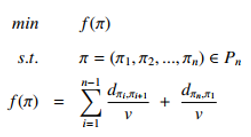 min f(π)
s.t. π = (π₁, π₂, ..., πₙ) ∈ Pₙ
f(π) = ∑_{i=1}^{n−1} d_{πᵢ,πᵢ₊₁} / v + d_{πₙ,π₁} / v